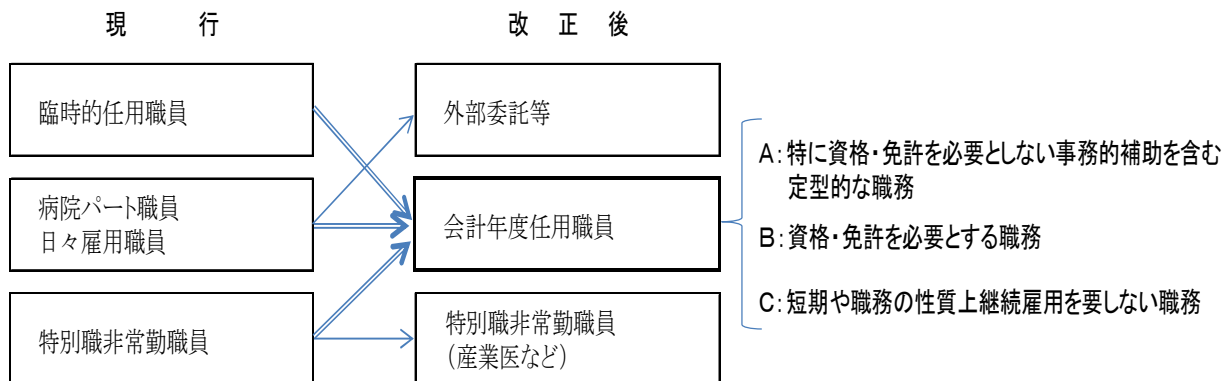 現　　行
改　正　後
臨時的任用職員
外部委託等
病院パート職員
日々雇用職員
会計年度任用職員
特別職非常勤職員
特別職非常勤職員
（産業医など）
A：特に資格・免許を必要としない事務的補助を含む
定型的な職務
B：資格・免許を必要とする職務
C：短期や職務の性質上継続雇用を要しない職務